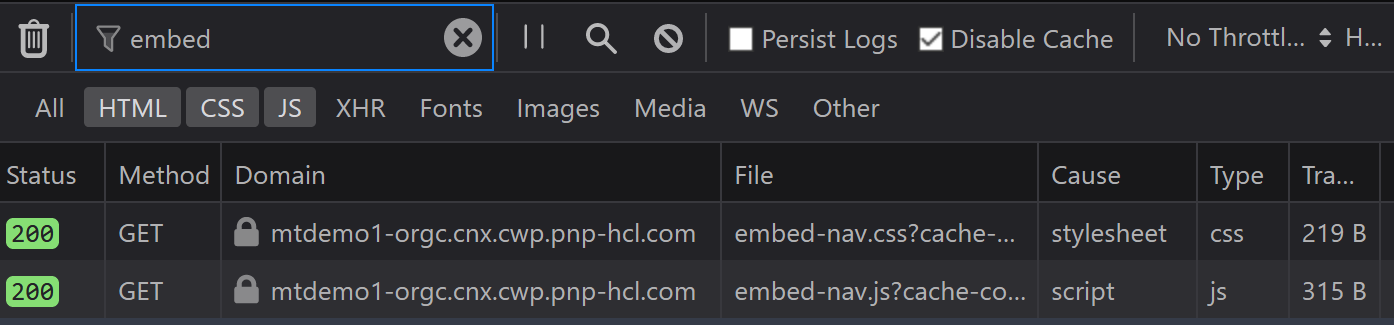 embed Persist Logs Disable Cache No Throttl... H...
All HTML CSS JS XHR Fonts Images Media WS Other
Status Method Domain File Cause Type Tra...
200 GET mtdemo1-orgc.cnx.cwp.pnp-hcl.com embed-nav.css?cache-... stylesheet css 219 B
200 GET mtdemo1-orgc.cnx.cwp.pnp-hcl.com embed-nav.js?cache-co... script js 315 B